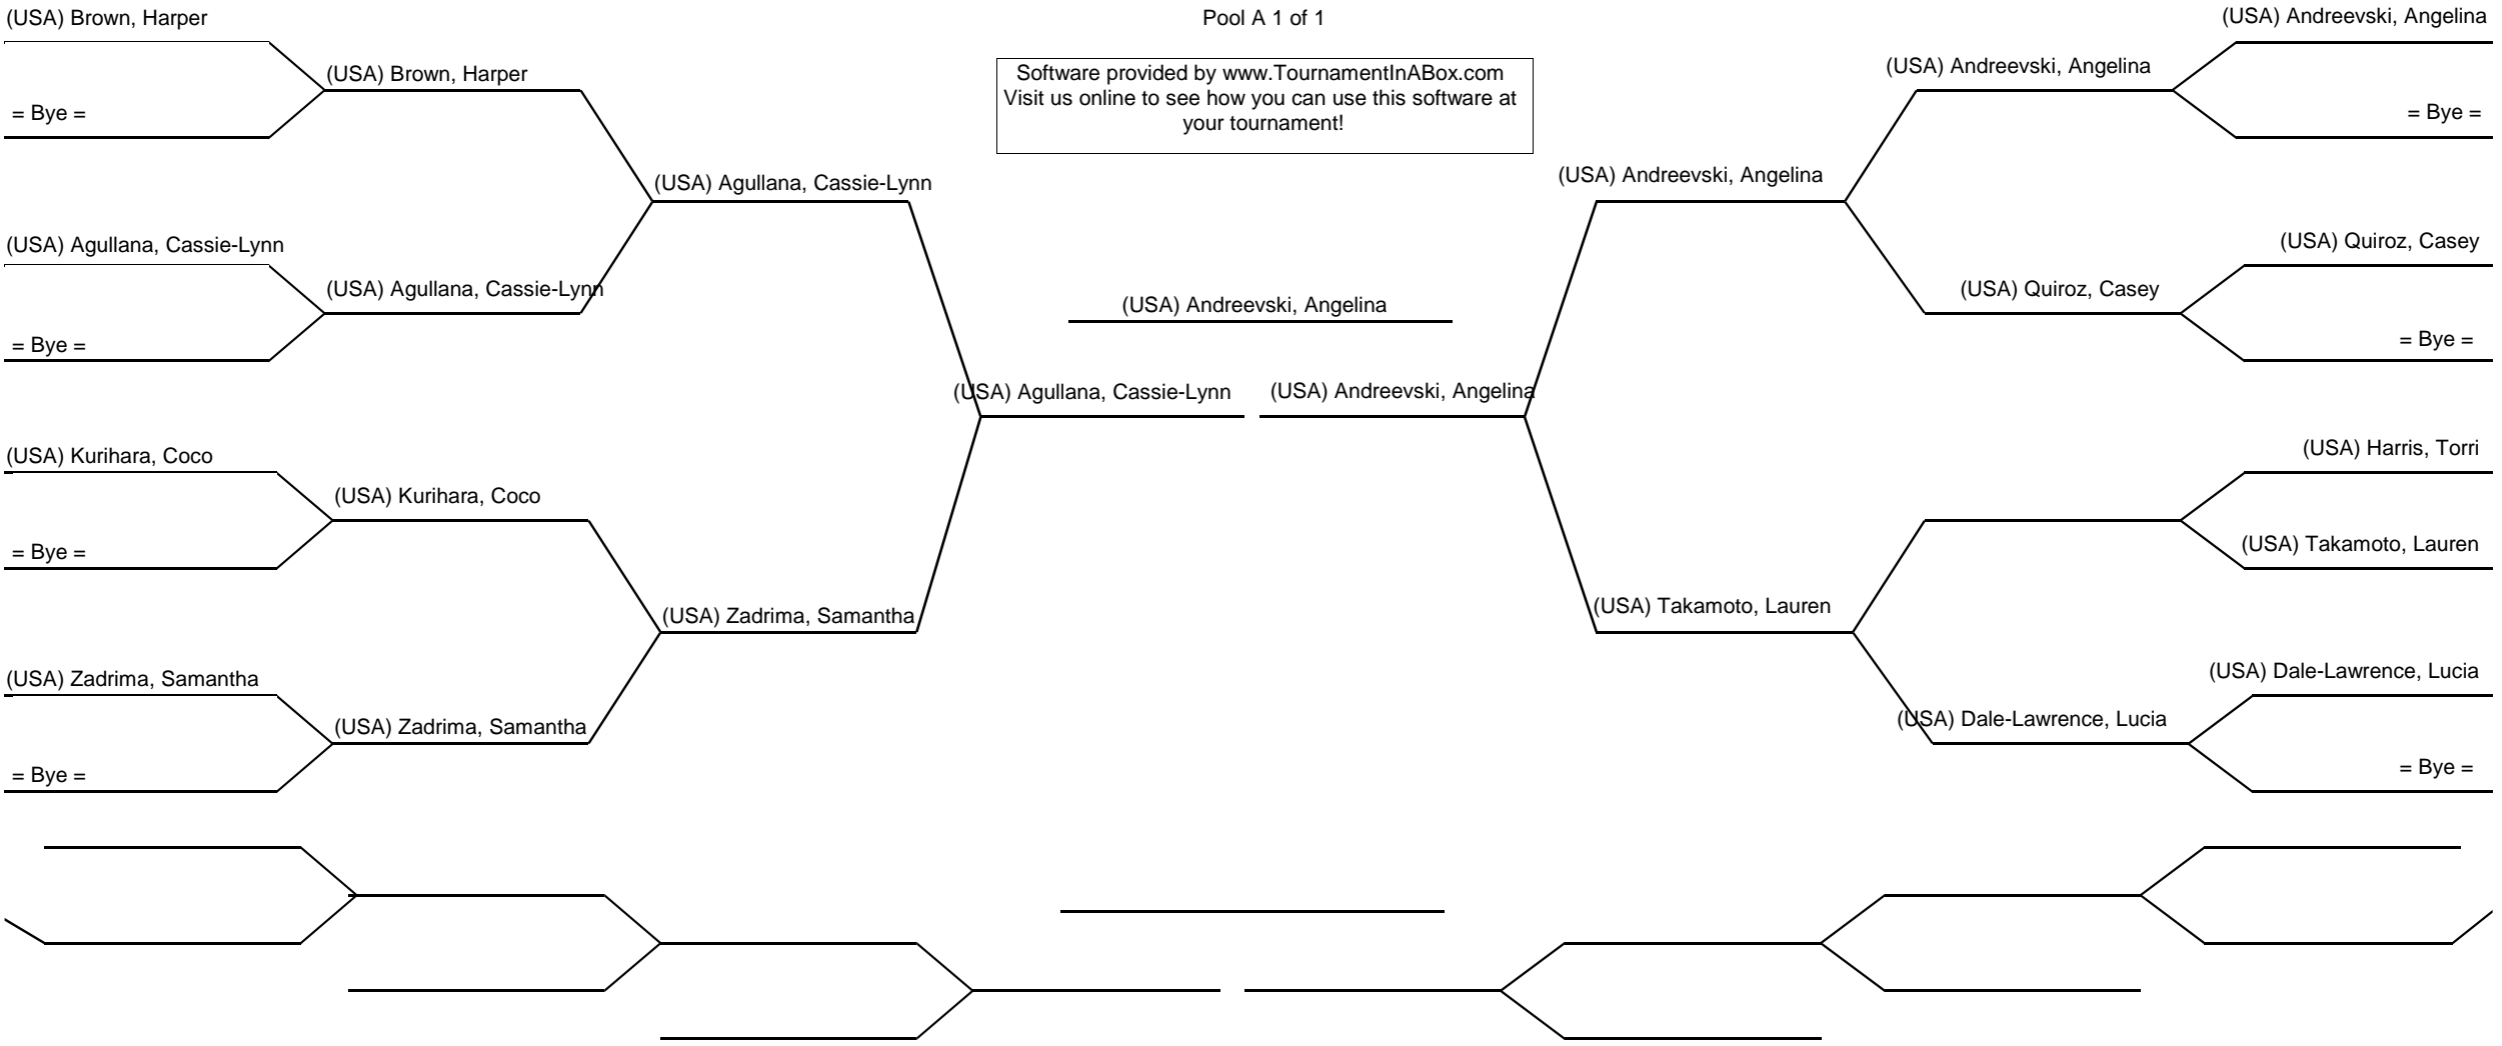 (USA) Brown, Harper
= Bye =
(USA) Agullana, Cassie-Lynn
= Bye =
(USA) Kurihara, Coco
= Bye =
(USA) Zadrima, Samantha
= Bye =
(USA) Brown, Harper
(USA) Agullana, Cassie-Lynn
(USA) Kurihara, Coco
(USA) Zadrima, Samantha
(USA) Agullana, Cassie-Lynn
(USA) Zadrima, Samantha
(USA) Agullana, Cassie-Lynn
Pool A 1 of 1
Software provided by www.TournamentInABox.com
Visit us online to see how you can use this software at
your tournament!
(USA) Andreevski, Angelina
(USA) Andreevski, Angelina
(USA) Andreevski, Angelina
(USA) Takamoto, Lauren
(USA) Andreevski, Angelina
(USA) Quiroz, Casey
(USA) Dale-Lawrence, Lucia
(USA) Andreevski, Angelina
= Bye =
(USA) Quiroz, Casey
= Bye =
(USA) Harris, Torri
(USA) Takamoto, Lauren
(USA) Dale-Lawrence, Lucia
= Bye =